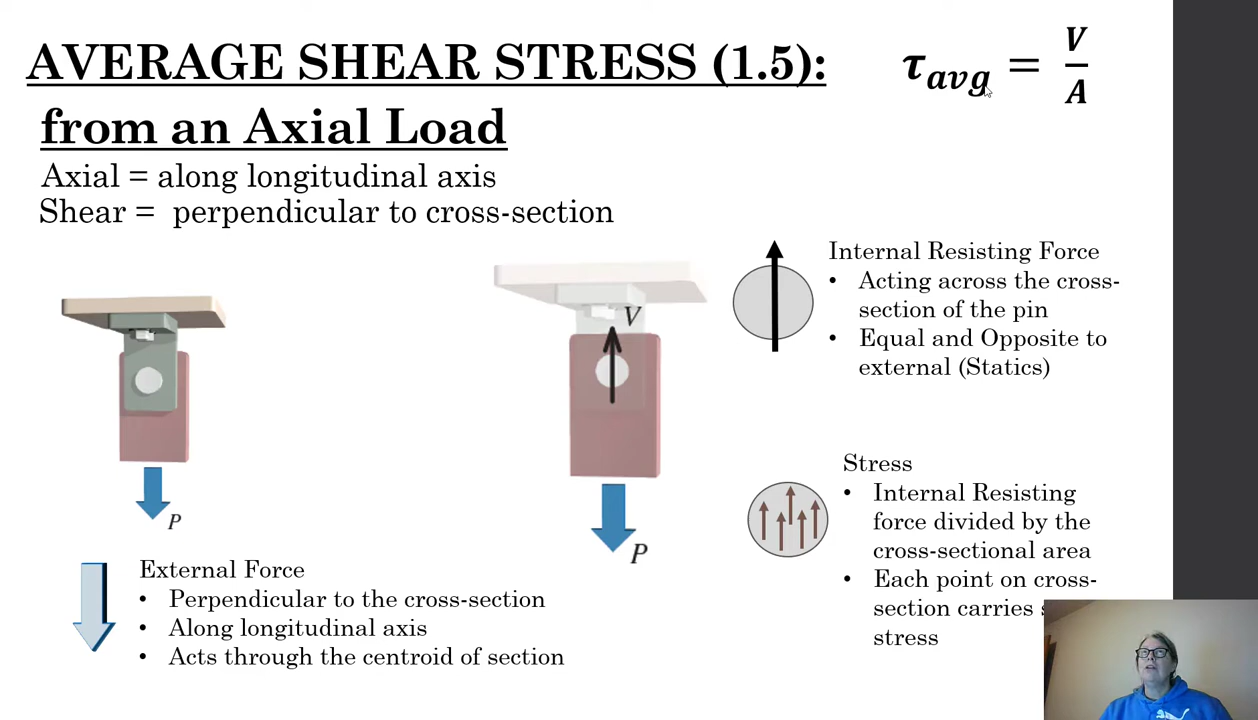 AVERAGE SHEAR STRESS (1.5):
from an Axial Load
τavg = V/A
Axial = along longitudinal axis
Shear = perpendicular to cross-section
P
External Force
• Perpendicular to the cross-section
• Along longitudinal axis
• Acts through the centroid of section
V
P
Internal Resisting Force
• Acting across the cross-
section of the pin
• Equal and Opposite to
external (Statics)
Stress
• Internal Resisting
force divided by the
cross-sectional area
• Each point on cross-
section carries
stress